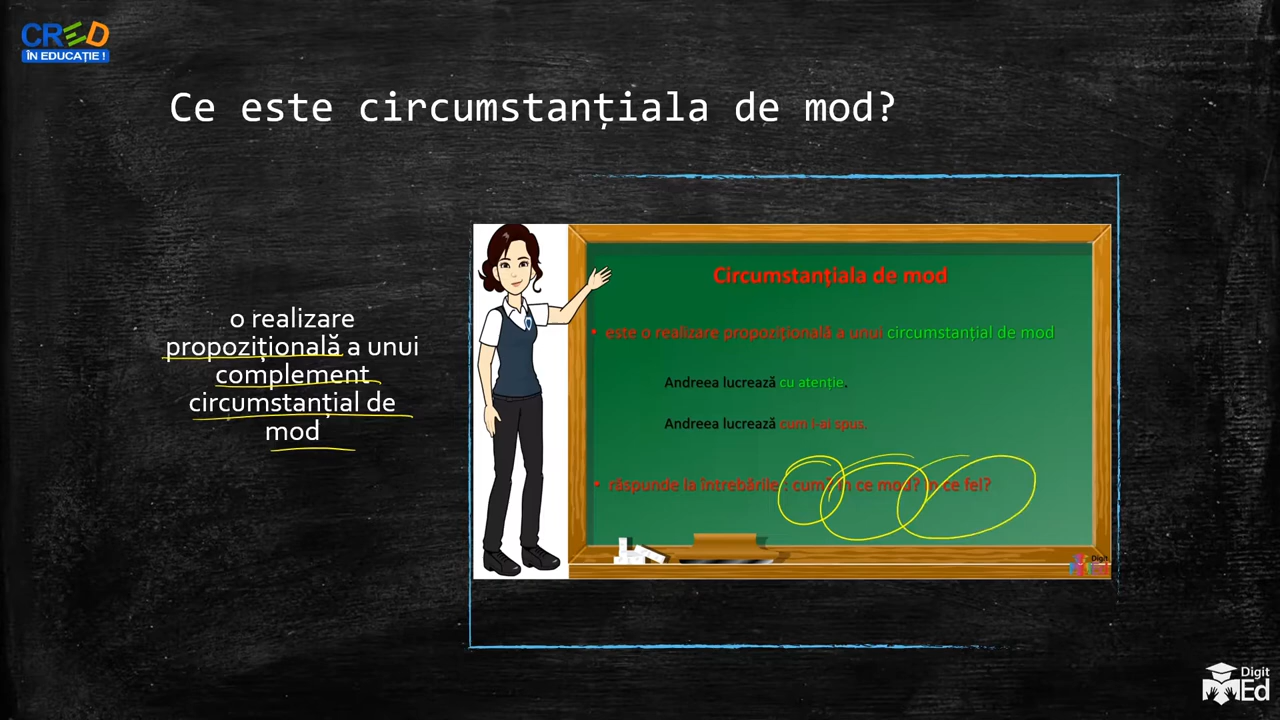 CRED
ÎN EDUCAȚIE !
Ce este circumstanțiala de mod?
o realizare
propozițională a unui
complement
circumstanțial de
mod
Circumstanțiala de mod
• este o realizare propozițională a unui circumstanțial de mod
Andreea lucrează cu atenție.
Andreea lucrează cum i-ai spus.
• răspunde la întrebările : cum? în ce mod? în ce fel?
Digit
Digit
Ed